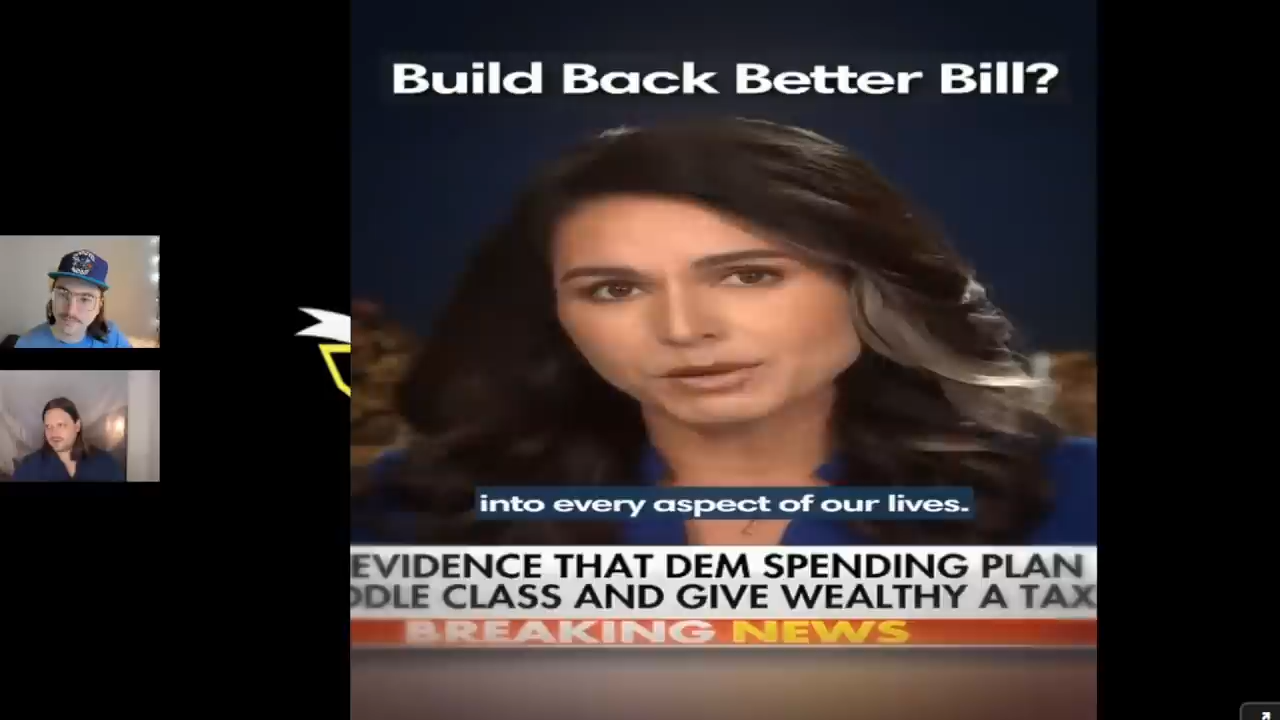 Build Back Better Bill?
into every aspect of our lives.
EVIDENCE THAT DEM SPENDING PLAN
DDLE CLASS AND GIVE WEALTHY A TAX
BREAKING NEWS